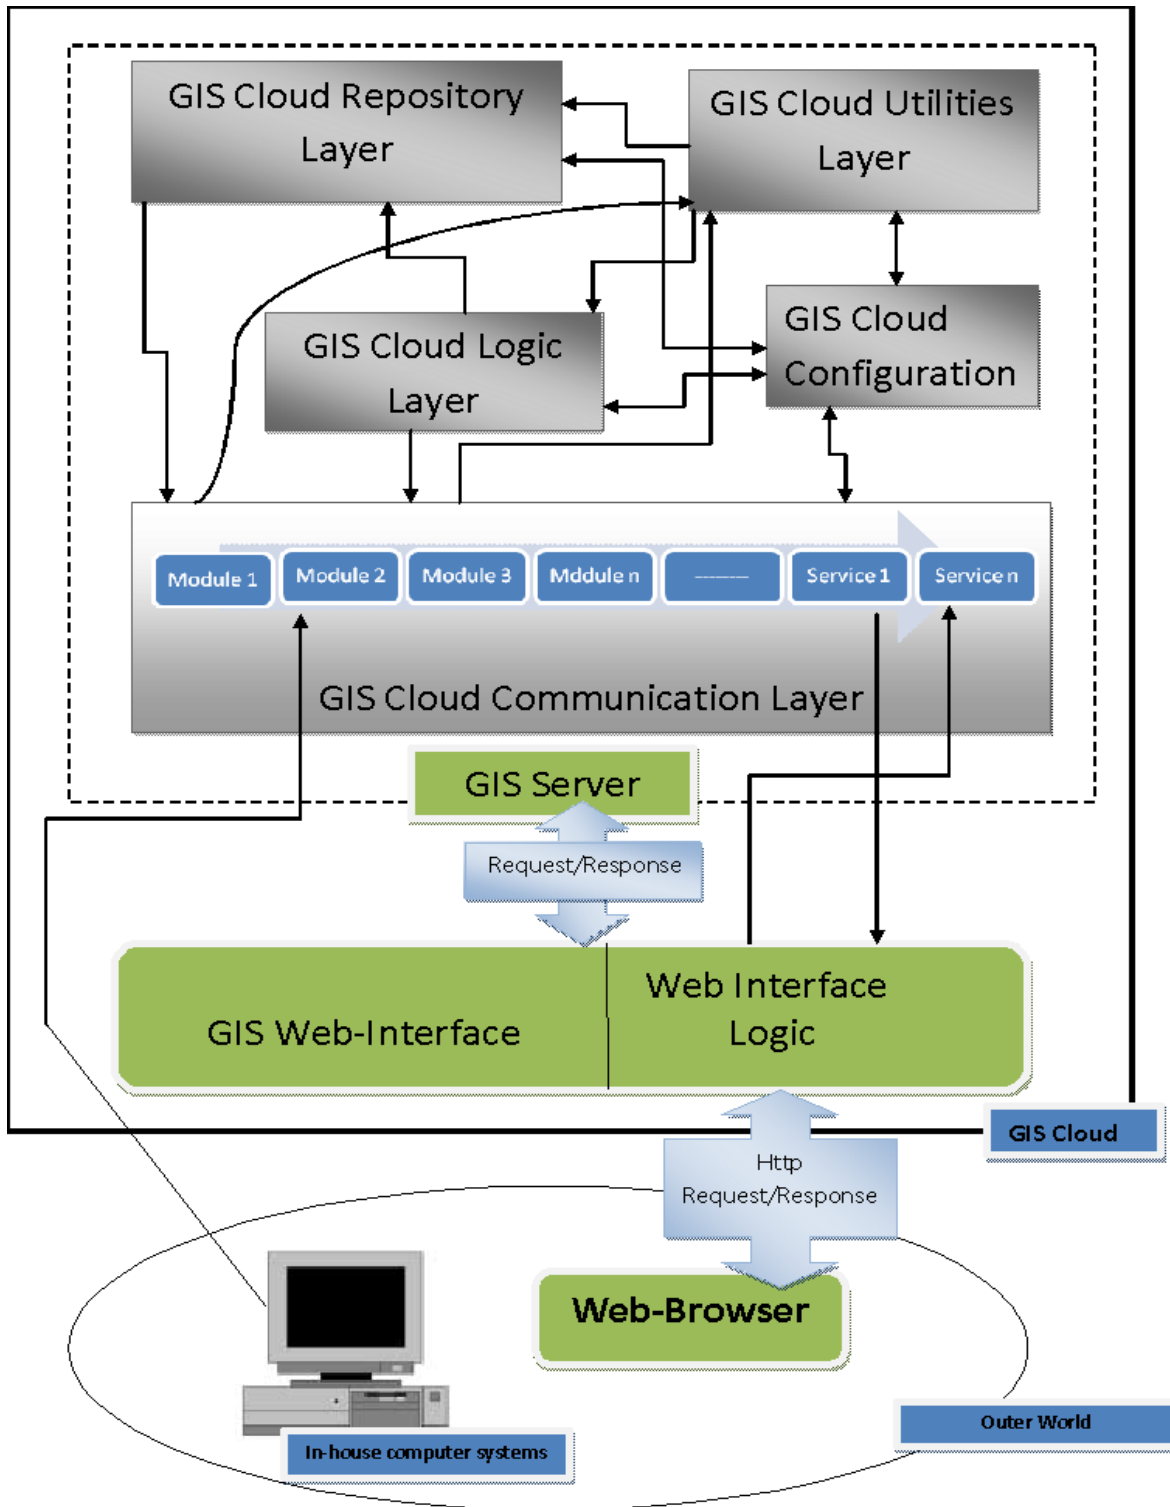 GIS Cloud Repository
Layer
GIS Cloud Utilities
Layer
GIS Cloud Logic
Layer
GIS Cloud
Configuration
Module 1
Module 2
Module 3
Mddule n
--------
Service 1
Service n
GIS Cloud Communication Layer
GIS Server
Request/Response
GIS Web-Interface
Web Interface
Logic
GIS Cloud
Http
Request/Response
Web-Browser
Outer World
In-house computer systems